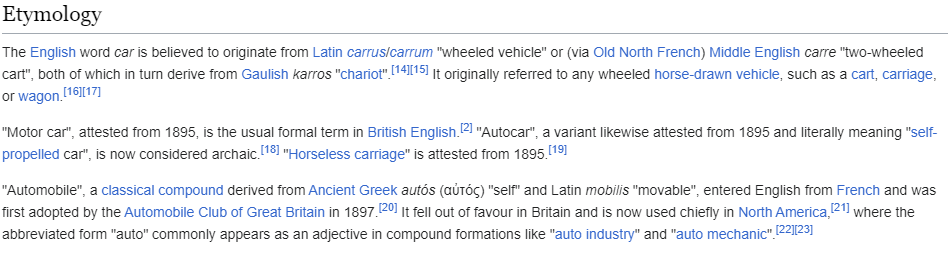 Etymology
The English word car is believed to originate from Latin carrus/carrum "wheeled vehicle" or (via Old North French) Middle English carre "two-wheeled
cart", both of which in turn derive from Gaulish karros "chariot".[14][15] It originally referred to any wheeled horse-drawn vehicle, such as a cart, carriage,
or wagon.[16][17]
"Motor car", attested from 1895, is the usual formal term in British English.[2] "Autocar", a variant likewise attested from 1895 and literally meaning "self-
propelled car", is now considered archaic.[18] "Horseless carriage" is attested from 1895.[19]
"Automobile", a classical compound derived from Ancient Greek autós (αὐτός) "self" and Latin mobilis "movable", entered English from French and was
first adopted by the Automobile Club of Great Britain in 1897.[20] It fell out of favour in Britain and is now used chiefly in North America,[21] where the
abbreviated form "auto" commonly appears as an adjective in compound formations like "auto industry" and "auto mechanic".[22][23]